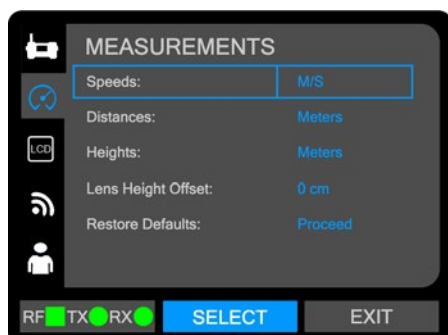 MEASUREMENTS
Speeds: M/S
Distances: Meters
LCD
Heights: Meters
Lens Height Offset: 0 cm
Restore Defaults: Proceed
RF TX RX SELECT EXIT